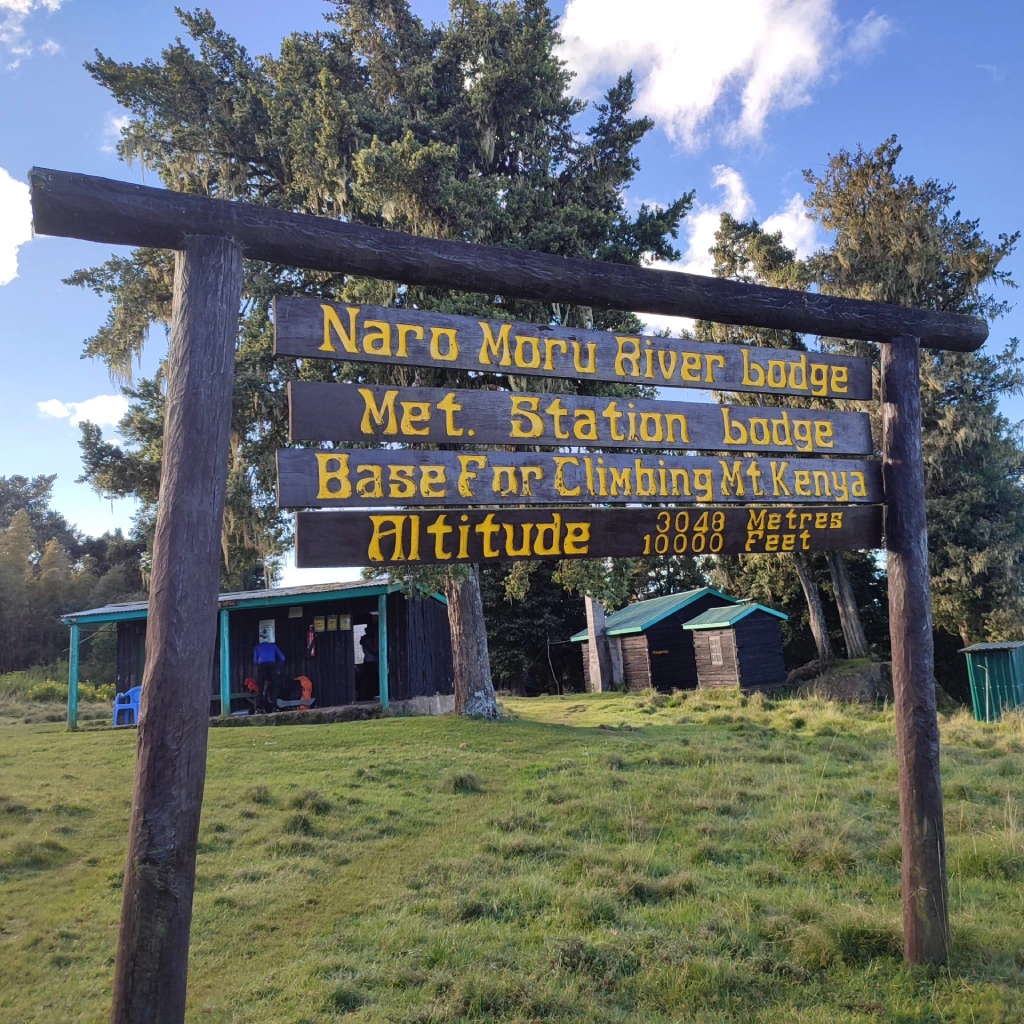 Naro Moru River Lodge
Met. Station Lodge
Base For Climbing Mt Kenya
Altitude 3048 Metres
10000 Feet